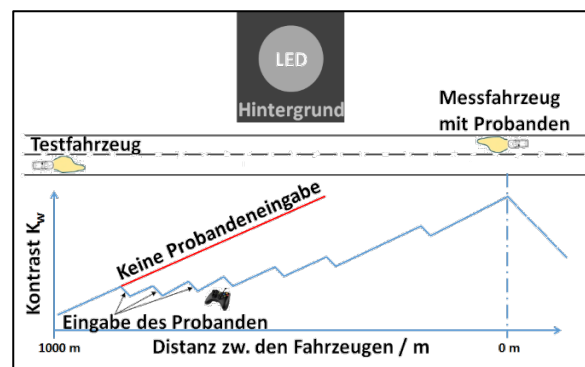 LED
Hintergrund
Messfahrzeug
mit Probanden
Testfahrzeug
Kontrast Kw
Keine Probandeneingabe
Eingabe des Probanden
1000 m
Distanz zw. den Fahrzeugen / m
0 m